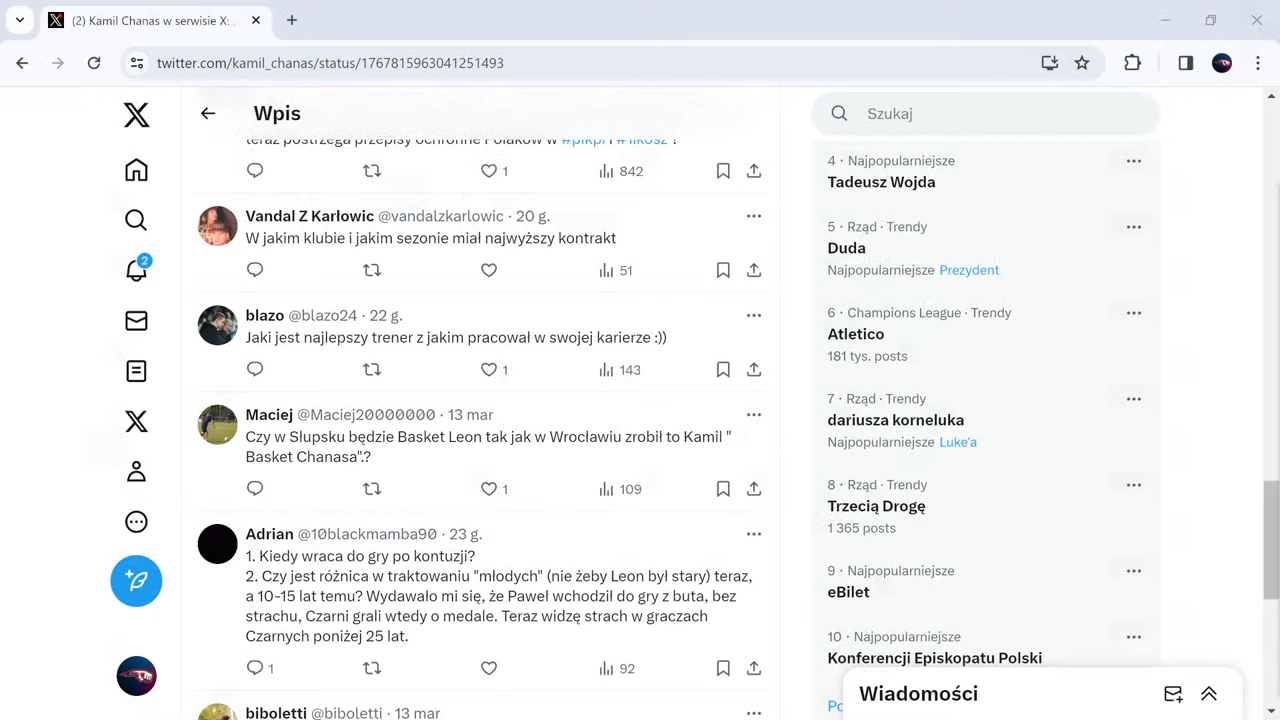 (2) Kamil Chanas w serwisie X:
twitter.com/kamil_chanas/status/1767815963041251493
Wpis
teraz postrzega przepisy ochronne Polaków w #plkpl i
842
1
Vandal Z Karłowic @vandalzkarlowic · 20 g.
W jakim klubie i jakim sezonie miał najwyższy kontrakt
51
blazo @blazo24 · 22 g.
Jaki jest najlepszy trener z jakim pracował w swojej karierze :))
1
143
Maciej @Maciej20000000 · 13 mar
Czy w Slupsku będzie Basket Leon tak jak w Wrocławiu zrobił to Kamil "
Basket Chanasa".?
1
109
Adrian @10blackmamba90 · 23 g.
1. Kiedy wraca do gry po kontuzji?
2. Czy jest różnica w traktowaniu "młodych" (nie żeby Leon był stary) teraz,
a 10-15 lat temu? Wydawało mi się, że Paweł wchodził do gry z buta, bez
strachu, Czarni grali wtedy o medale. Teraz widzę strach w graczach
Czarnych poniżej 25 lat.
1
92
biboletti @biboletti · 13 mar
2
Szukaj
4 · Najpopularniejsze
Tadeusz Wojda
5 · Rząd · Trendy
Duda
Najpopularniejsze Prezydent
6 · Champions League · Trendy
Atletico
181 tys. posts
7 · Rząd · Trendy
dariusza korneluka
Najpopularniejsze Luke'a
8 · Rząd · Trendy
Trzecią Drogę
1 365 posts
9 · Najpopularniejsze
eBilet
10 · Najpopularniejsze
Konferencji Episkopatu Polski
Wiadomości